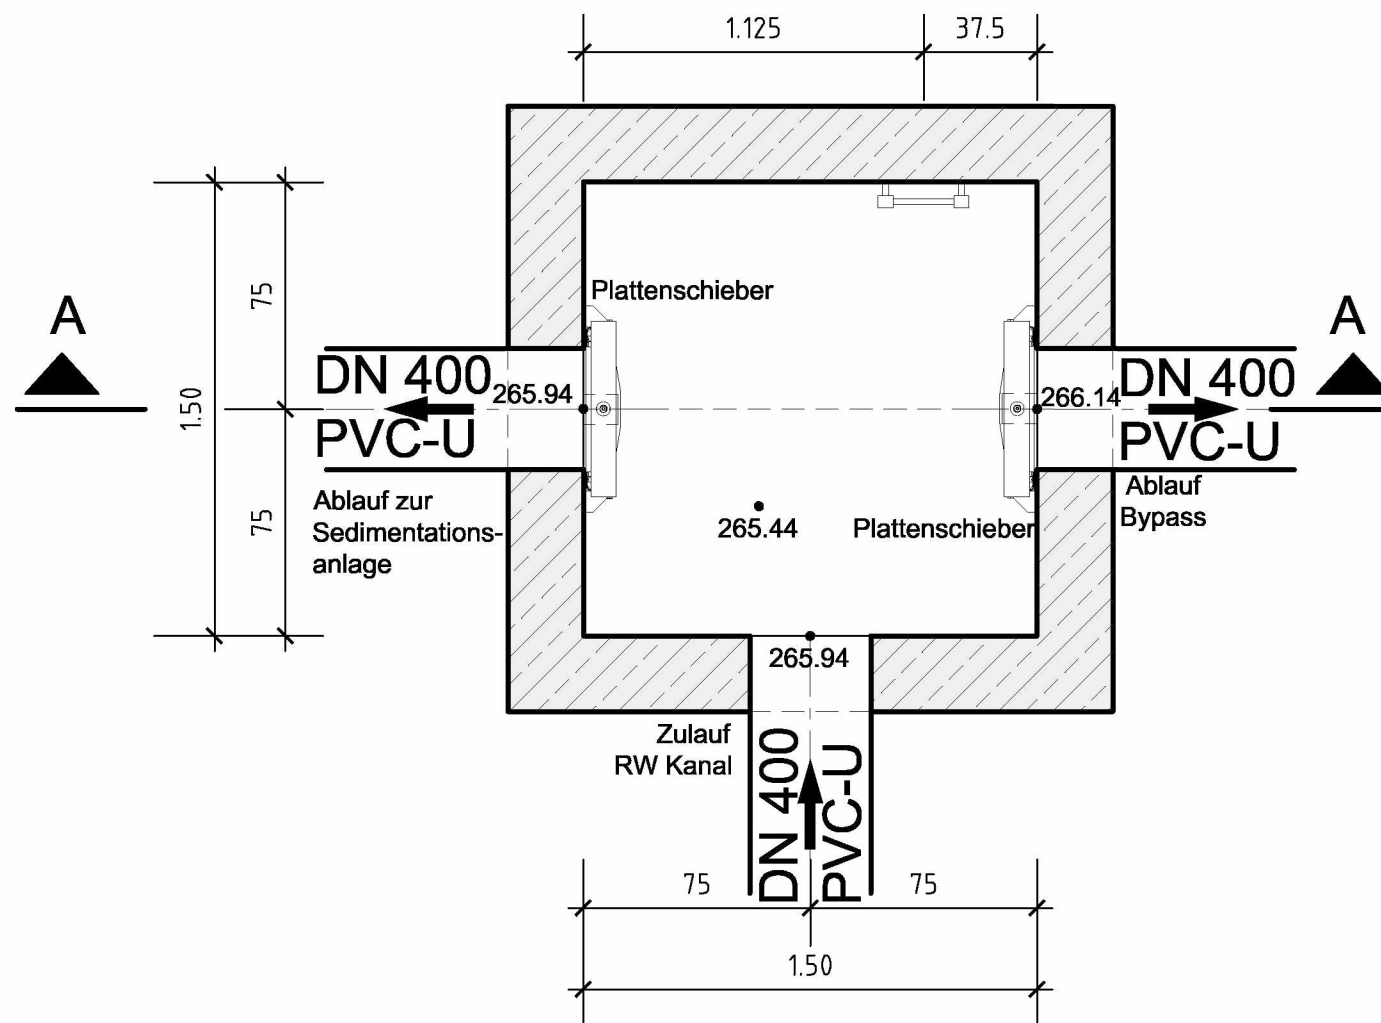 1.125
37.5
Plattenschieber
75
A
A
DN 400
265.94
266.14
DN 400
1.50
PVC-U
PVC-U
Ablauf zur
Sedimentations-
anlage
75
265.44
Plattenschieber
Ablauf
Bypass
265.94
Zulauf
RW Kanal
DN 400
PVC-U
75
75
1.50